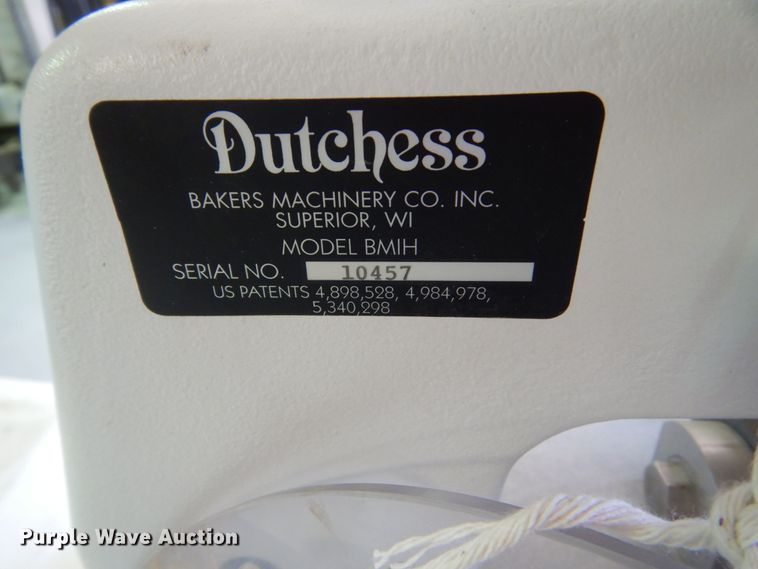 Dutchess
BAKERS MACHINERY CO. INC.
SUPERIOR, WI
MODEL BMIH
SERIAL NO. 10457
US PATENTS 4,898,528, 4,984,978,
5,340,298
Purple Wave Auction